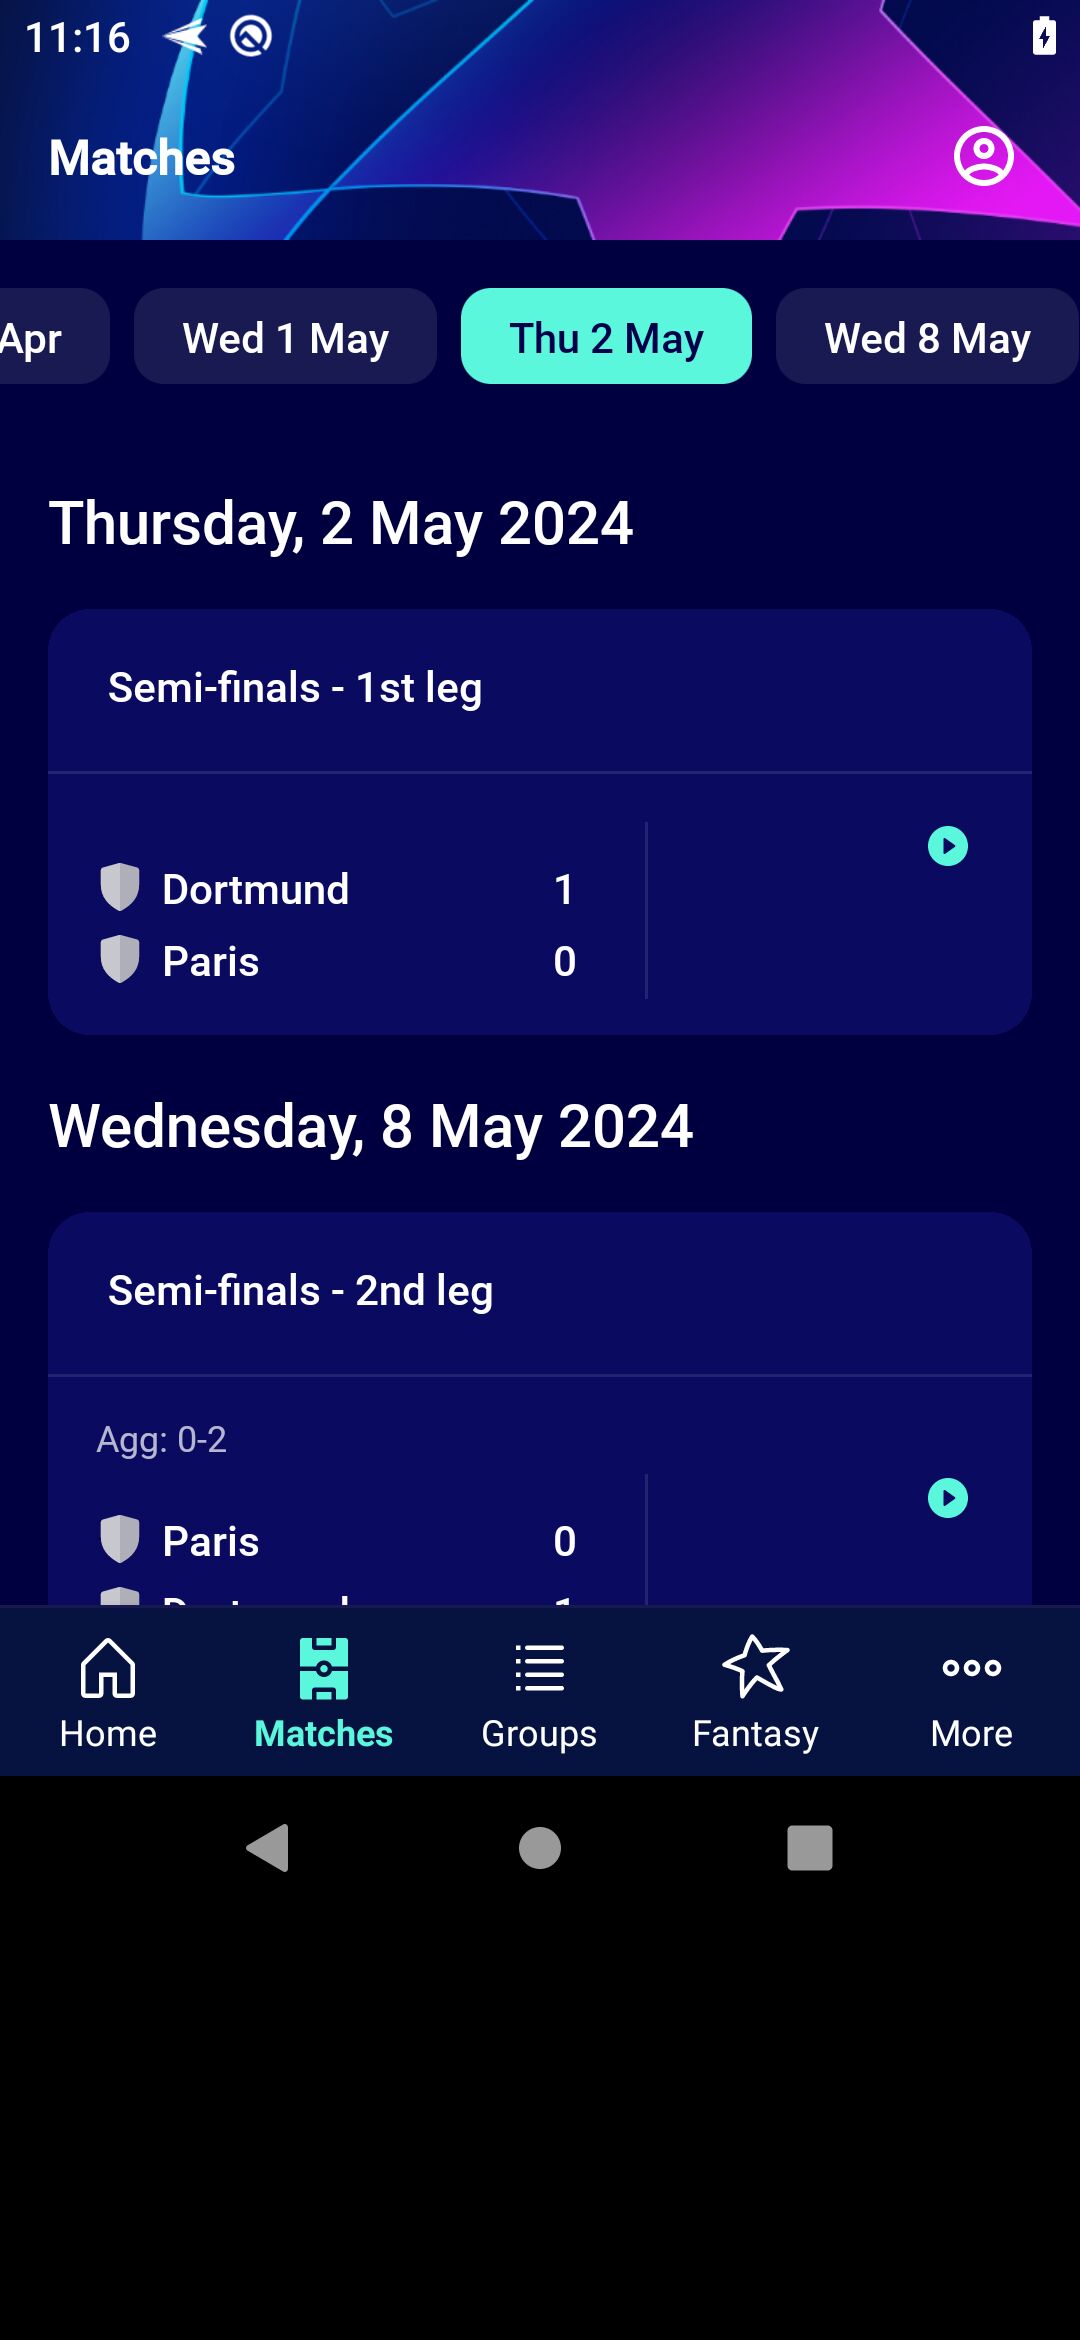 11:16
Matches
Apr
Wed 1 May
Thu 2 May
Wed 8 May
Thursday, 2 May 2024
Semi-finals - 1st leg
Dortmund 1
Paris 0
Wednesday, 8 May 2024
Semi-finals - 2nd leg
Agg: 0-2
Paris 0
Home
Matches
Groups
Fantasy
More